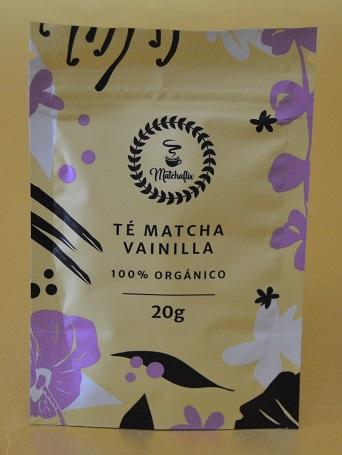 Matchaflix
TÉ MATCHA
VAINILLA
100% ORGÁNICO
20g